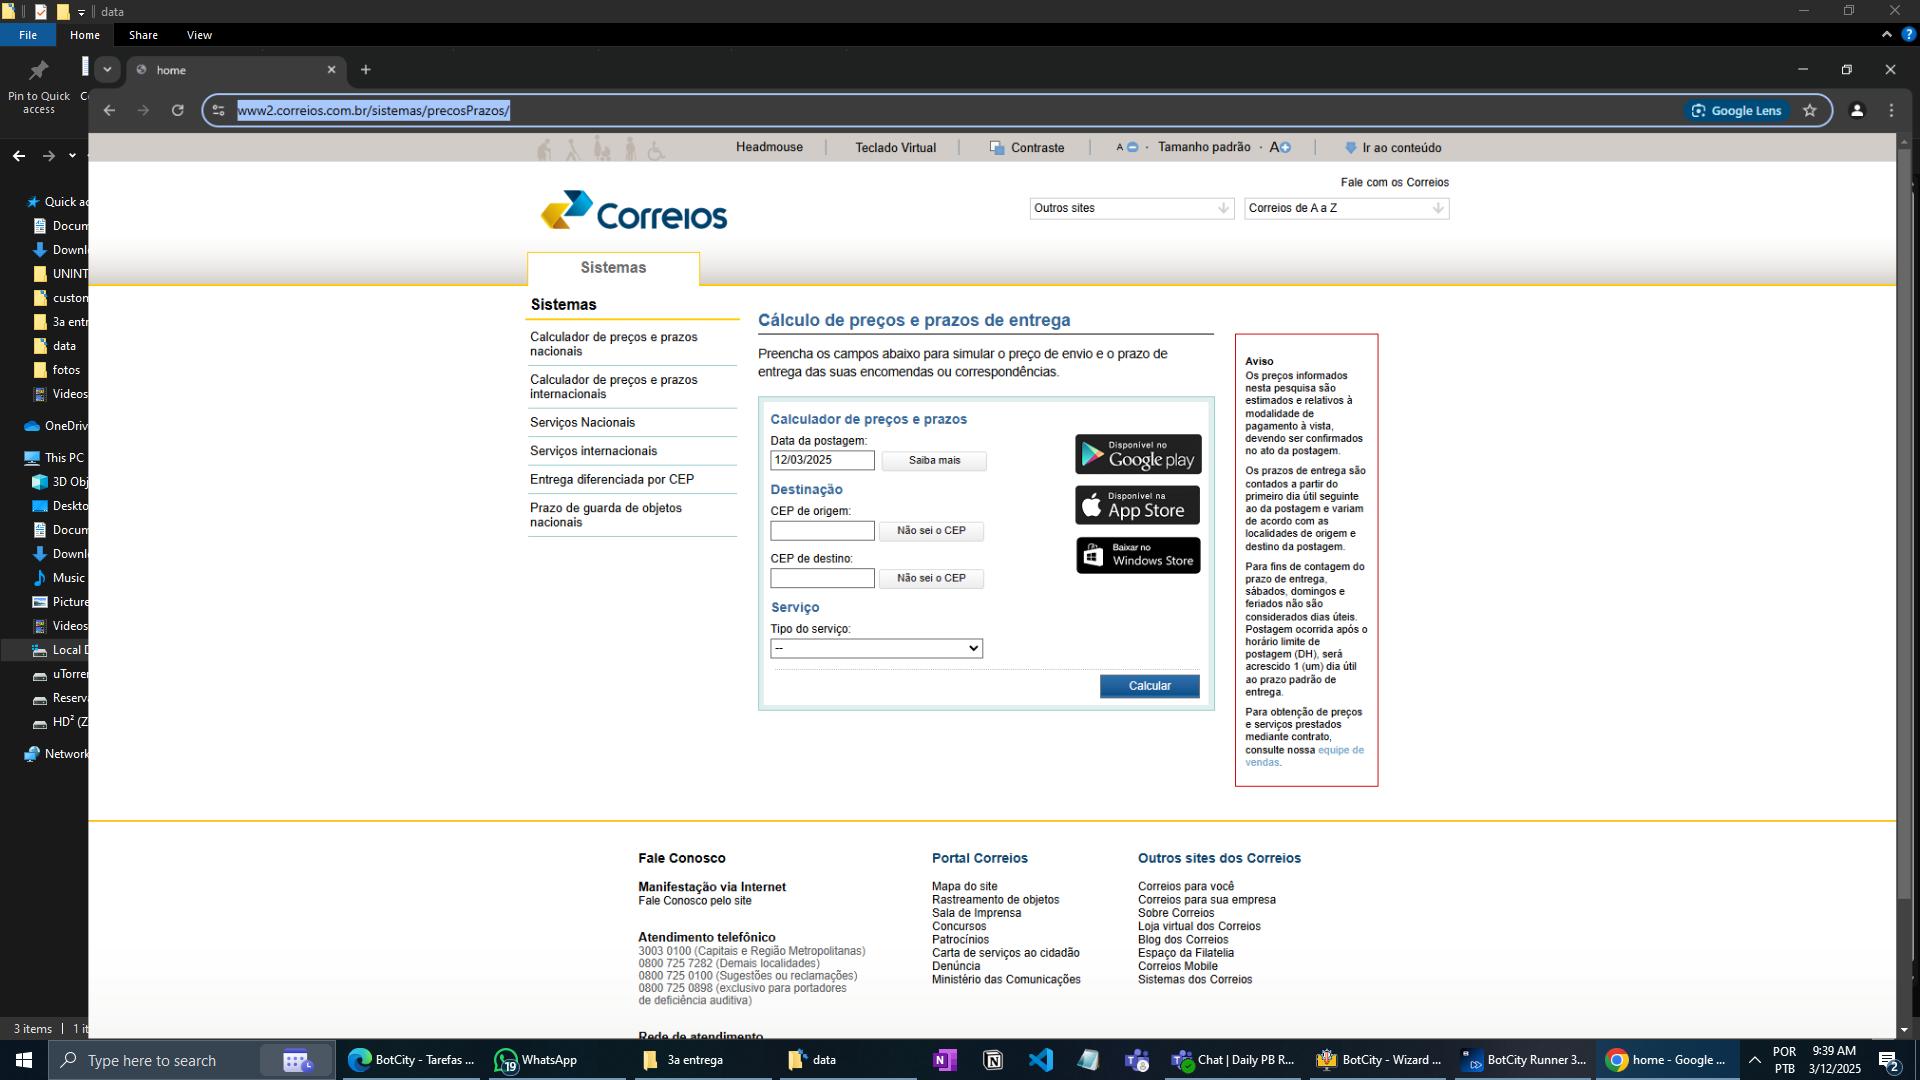 data
File
Home
Share
View
Pin to Quick
access
home
www2.correios.com.br/sistemas/precosPrazos/
Google Lens
Headmouse
Teclado Virtual
Contraste
A
Tamanho padrão
A
Ir ao conteúdo
Fale com os Correios
Correios
Outros sites
Correios de A a Z
Sistemas
Quick ac
Docum
Downl
UNINT
custom
3a entr
data
fotos
Videos
OneDriv
This PC
3D Obj
Deskto
Docum
Downl
Music
Picture
Videos
Local D
uTorren
Reserva
HD² (Z
Network
3 items
1 it
Sistemas
Calculador de preços e prazos
nacionais
Calculador de preços e prazos
internacionais
Serviços Nacionais
Serviços internacionais
Entrega diferenciada por CEP
Prazo de guarda de objetos
nacionais
Cálculo de preços e prazos de entrega
Preencha os campos abaixo para simular o preço de envio e o prazo de
entrega das suas encomendas ou correspondências.
Calculador de preços e prazos
Data da postagem:
12/03/2025
Saiba mais
Destinação
CEP de origem:
Não sei o CEP
CEP de destino:
Não sei o CEP
Serviço
Tipo do serviço:
--
Calcular
Disponível no
Google play
Disponível na
App Store
Baixar no
Windows Store
Aviso
Os preços informados
nesta pesquisa são
estimados e relativos à
modalidade de
pagamento à vista,
devendo ser confirmados
no ato da postagem.
Os prazos de entrega são
contados a partir do
primeiro dia útil seguinte
ao da postagem e variam
de acordo com as
localidades de origem e
destino da postagem.
Para fins de contagem do
prazo de entrega,
sábados, domingos e
feriados não são
considerados dias úteis.
Postagem ocorrida após o
horário limite de
postagem (DH), será
acrescido 1 (um) dia útil
ao prazo padrão de
entrega.
Para obtenção de preços
e serviços prestados
mediante contrato,
consulte nossa equipe de
vendas.
Fale Conosco
Manifestação via Internet
Fale Conosco pelo site
Atendimento telefônico
3003 0100 (Capitais e Região Metropolitanas)
0800 725 7282 (Demais localidades)
0800 725 0100 (Sugestões ou reclamações)
0800 725 0898 (exclusivo para portadores
de deficiência auditiva)
Rede de atendimento
Portal Correios
Mapa do site
Rastreamento de objetos
Sala de Imprensa
Concursos
Patrocínios
Carta de serviços ao cidadão
Denúncia
Ministério das Comunicações
Outros sites dos Correios
Correios para você
Correios para sua empresa
Sobre Correios
Loja virtual dos Correios
Blog dos Correios
Espaço da Filatelia
Correios Mobile
Sistemas dos Correios
Type here to search
BotCity - Tarefas ...
19
WhatsApp
3a entrega
data
Chat | Daily PB R...
BotCity - Wizard ...
BotCity Runner 3...
home - Google ...
POR
PTB
9:39 AM
3/12/2025
2